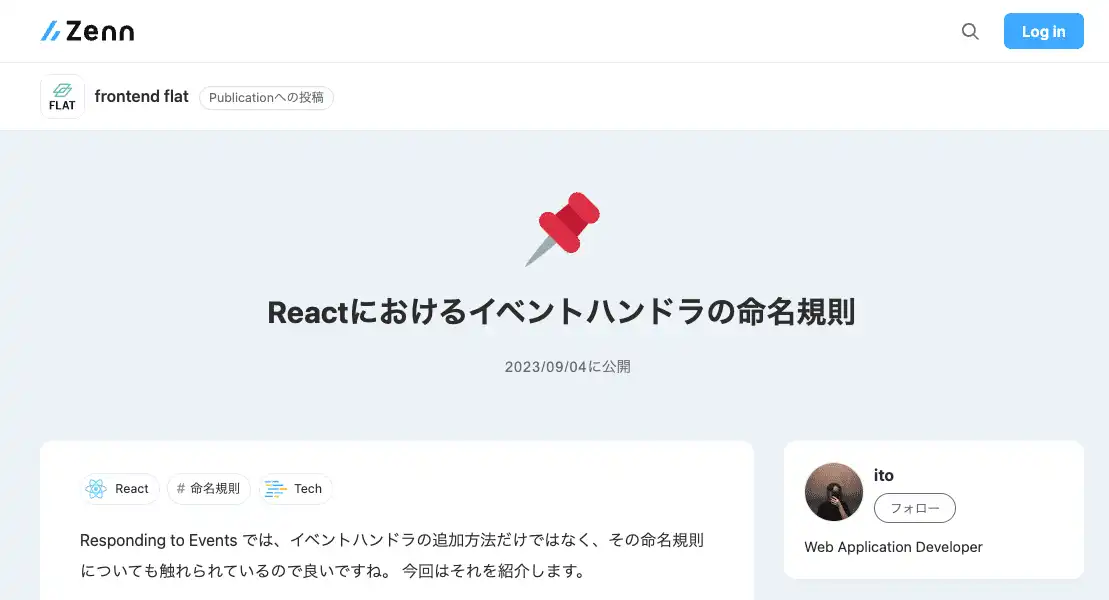 Zenn
Log in
FLAT
frontend flat
Publicationへの投稿
Reactにおけるイベントハンドラの命名規則
2023/09/04に公開
React
# 命名規則
Tech
Responding to Events では、イベントハンドラの追加方法だけではなく、その命名規則
についても触れられているので良いですね。 今回はそれを紹介します。
ito
フォロー
Web Application Developer